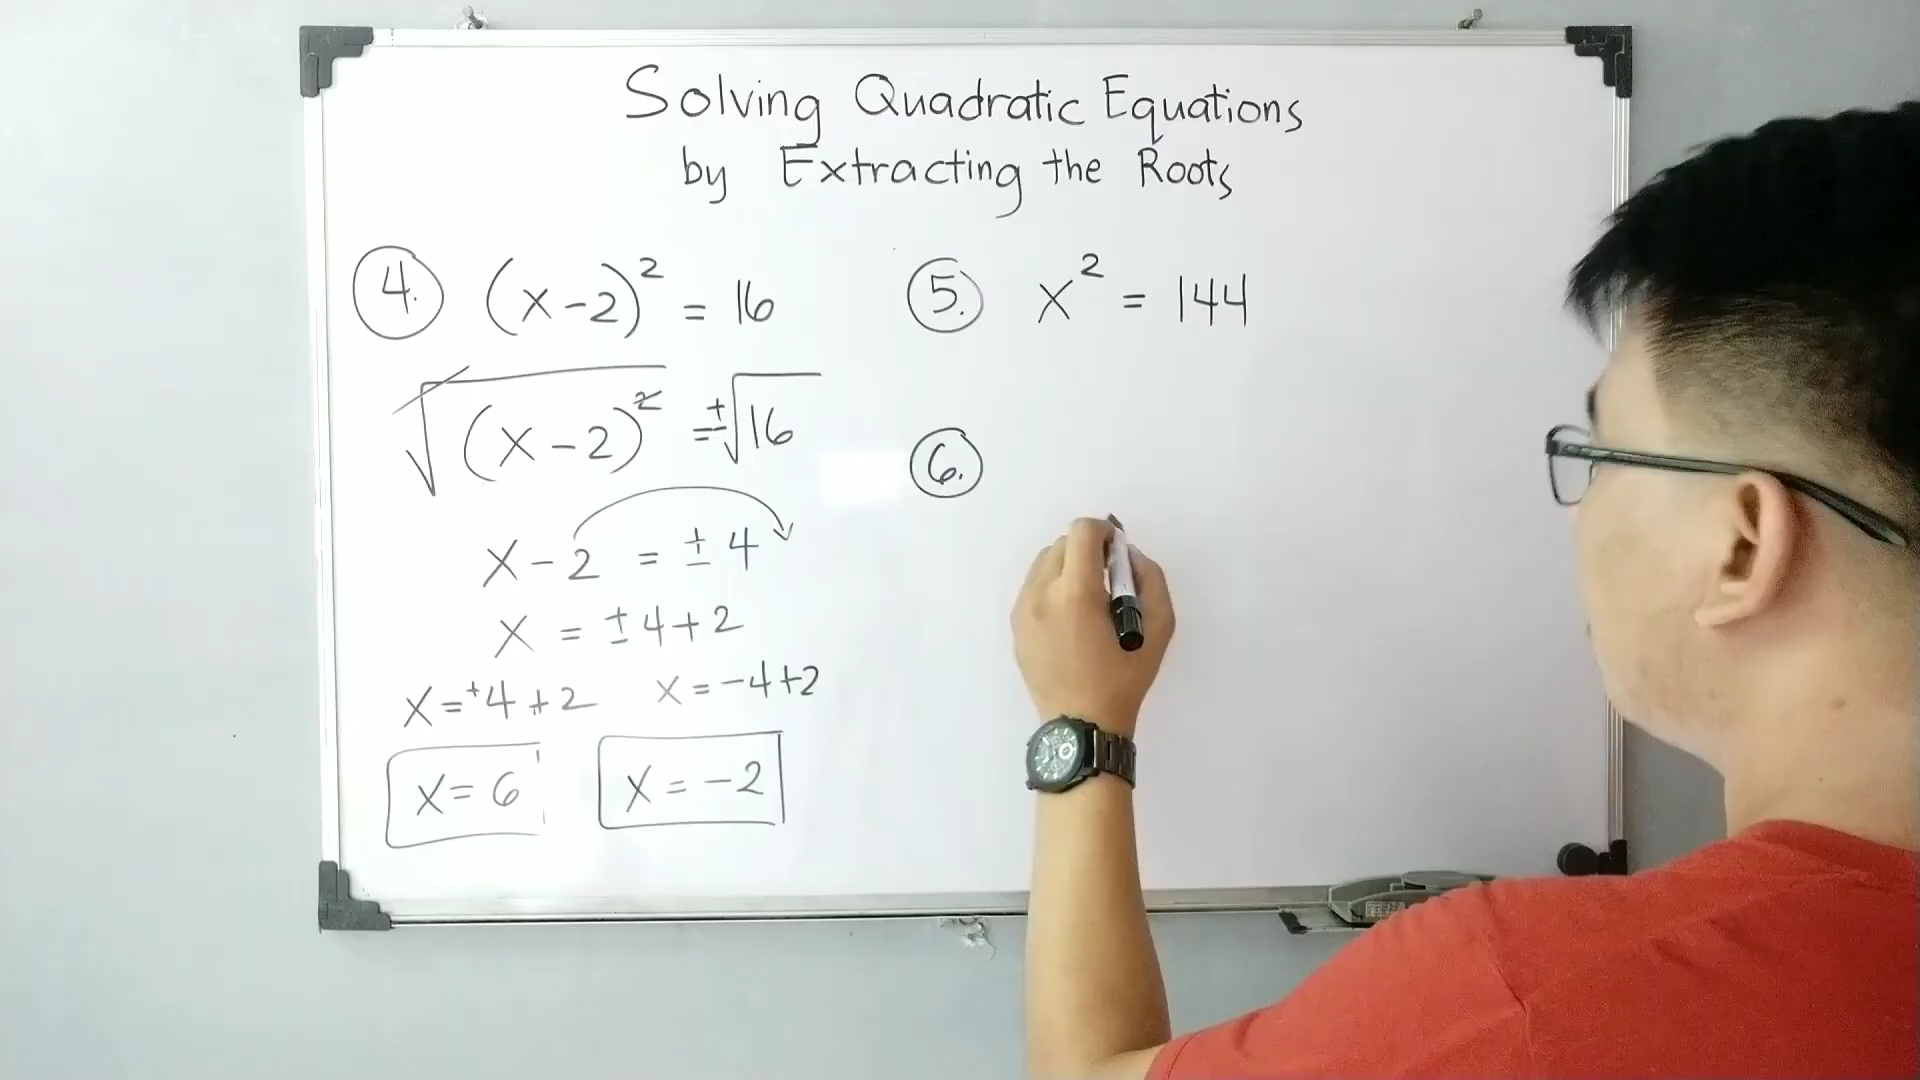 Solving Quadratic Equations
by Extracting the Roots
4. (x-2)² = 16
√(x-2)² = ±√16
x-2 = ±4
x = ±4+2
x=+4+2
x=-4+2
x=6
x=-2
5. x² = 144
6.